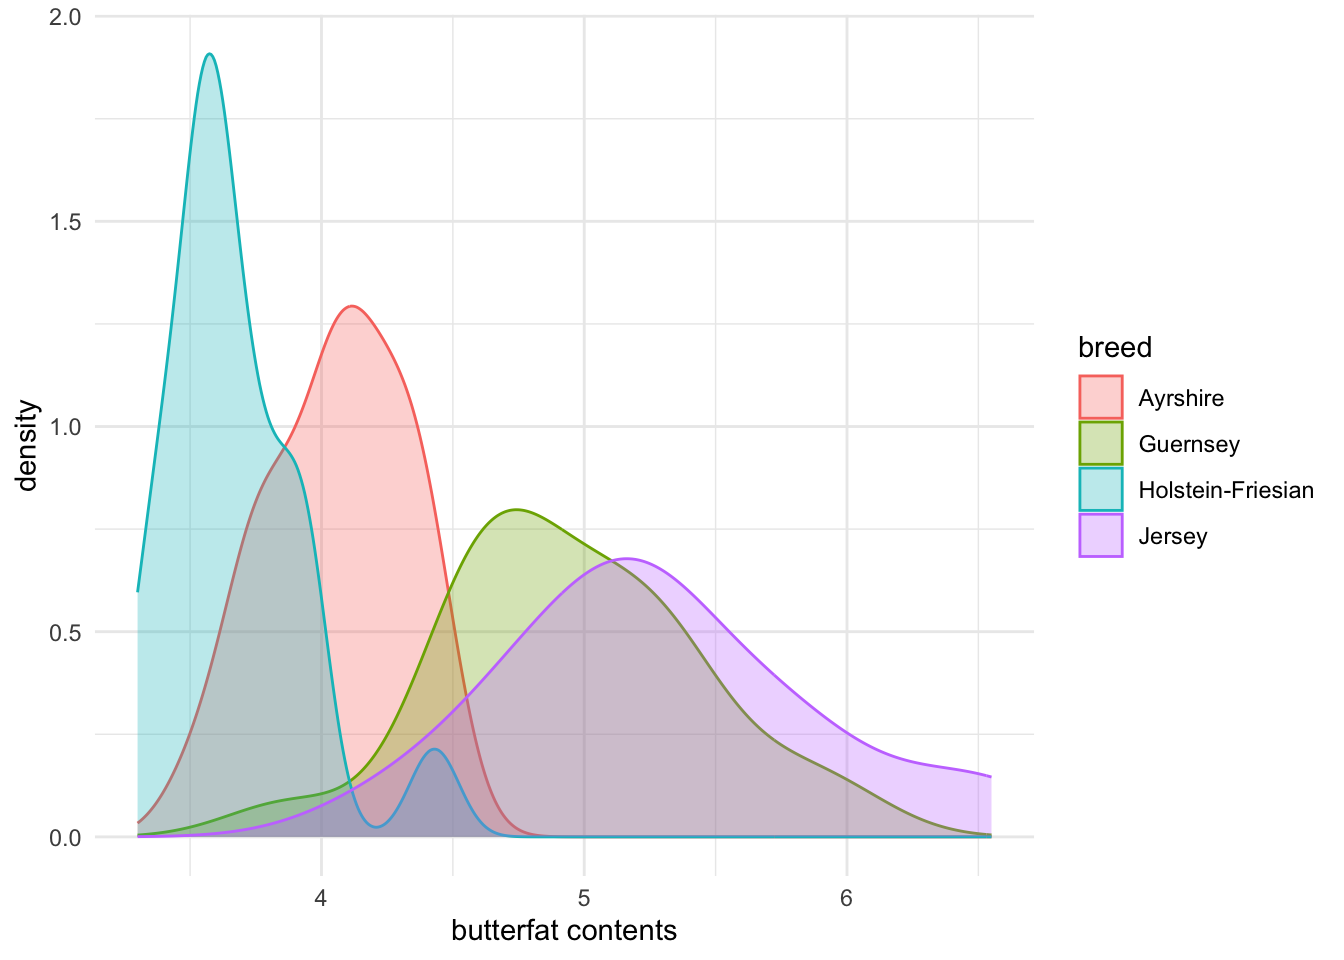 2.0
1.5
1.0
0.5
0.0
density
4 5 6
butterfat contents
breed
Ayrshire
Guernsey
Holstein-Friesian
Jersey